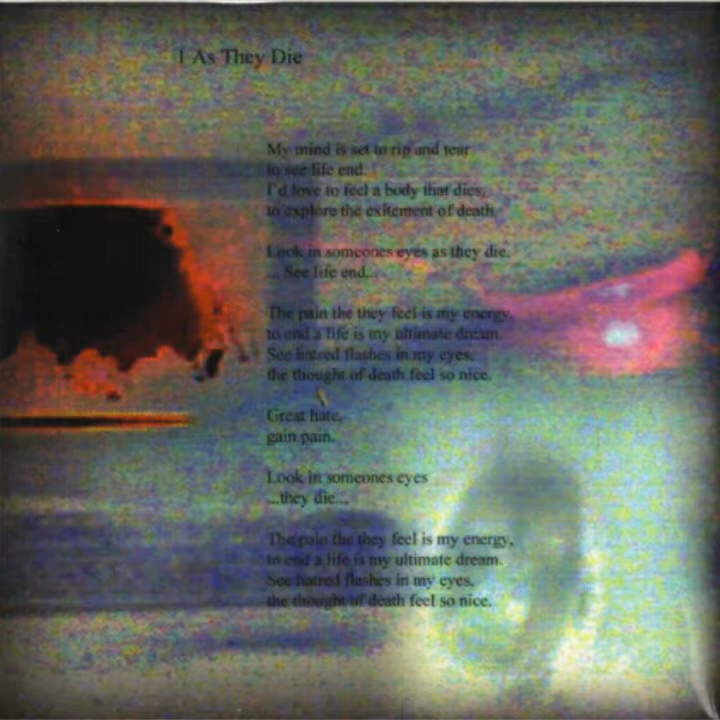 1 As They Die
My mind is set to rip and tear
to see life end.
I'd love to feel a body that dies,
to explore the exitement of death.
Look in someones eyes as they die.
... See life end...
The pain the they feel is my energy,
to end a life is my ultimate dream.
See hatred flashes in my eyes,
the thought of death feel so nice.
Great hate,
gain pain.
Look in someones eyes
...they die...
The pain the they feel is my energy,
to end a life is my ultimate dream.
See hatred flashes in my eyes,
the thought of death feel so nice.